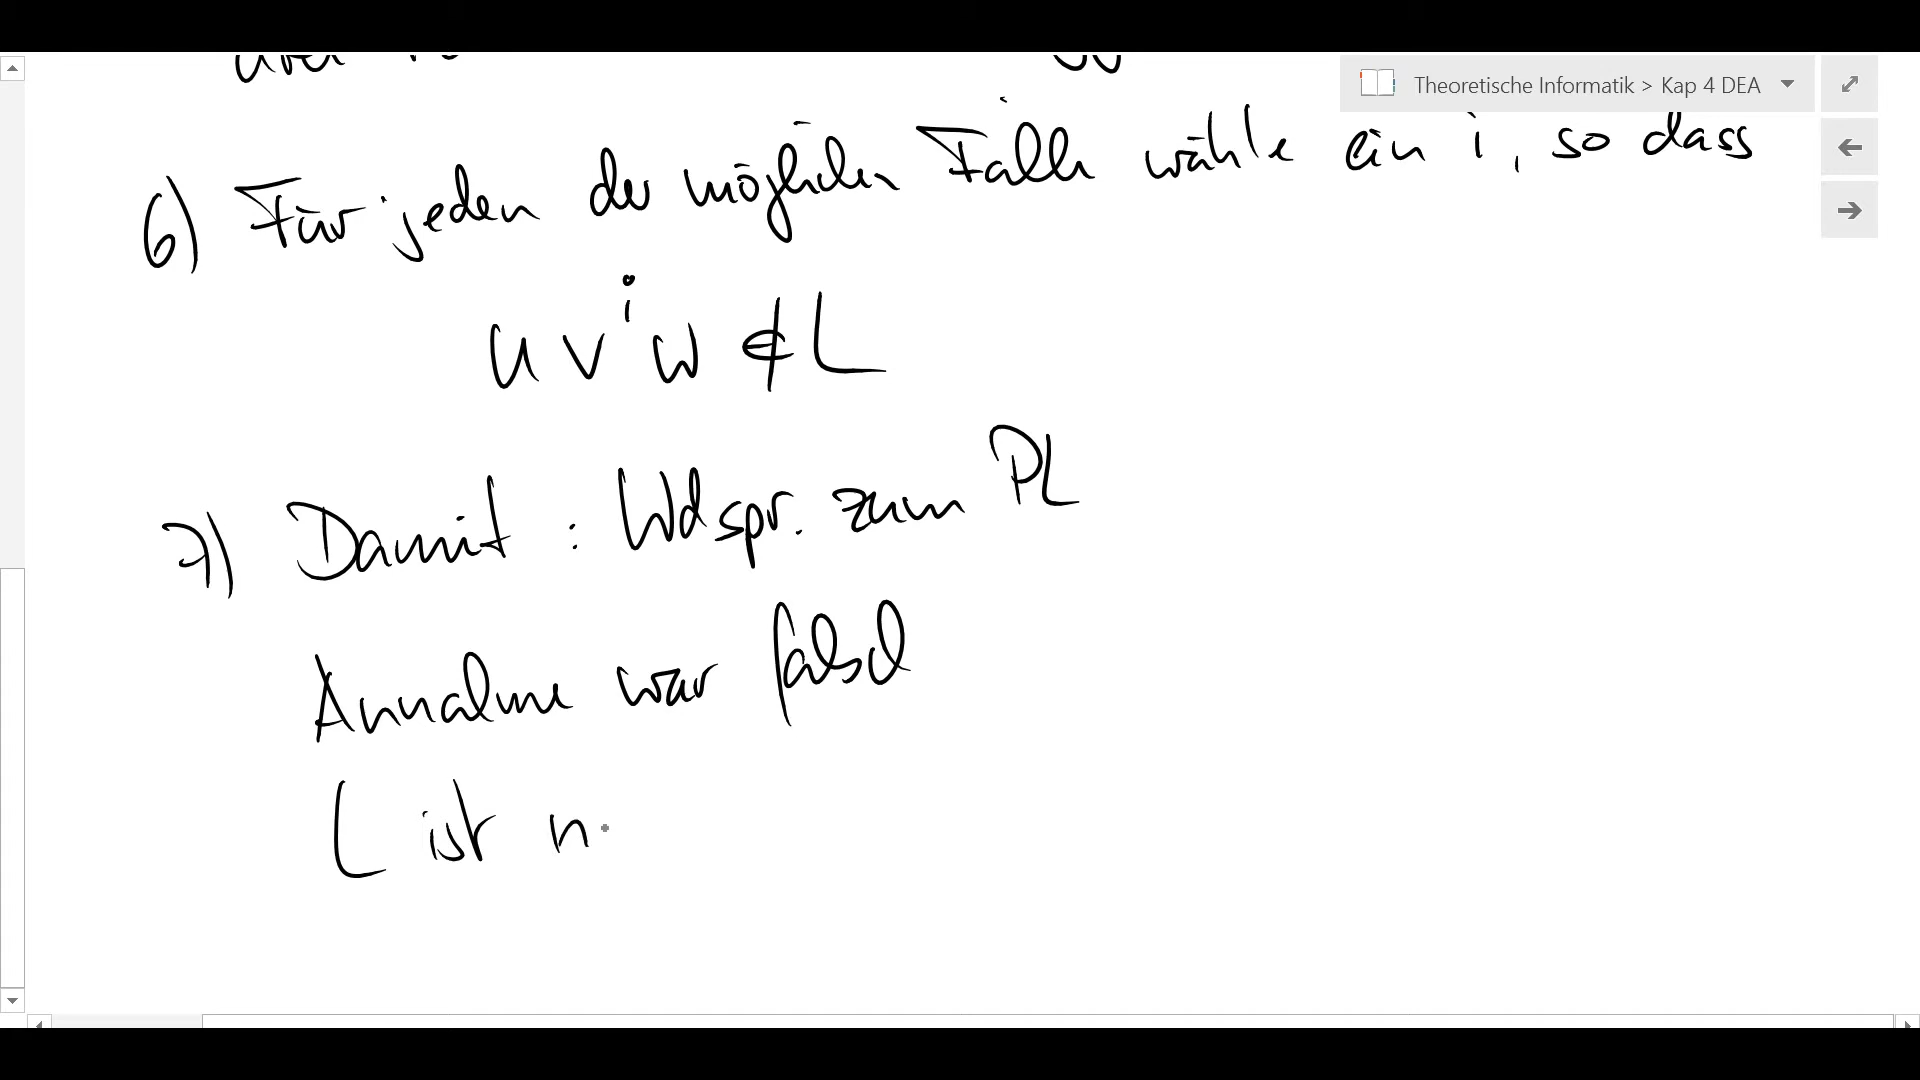 Theoretische Informatik > Kap 4 DEA
6) Für jeden der möglichen Fälle wähle ein i, so dass
u vⁱ w ∉ L
7) Damit : Wdspr. zum PL
Annahme war falsch
L ist n